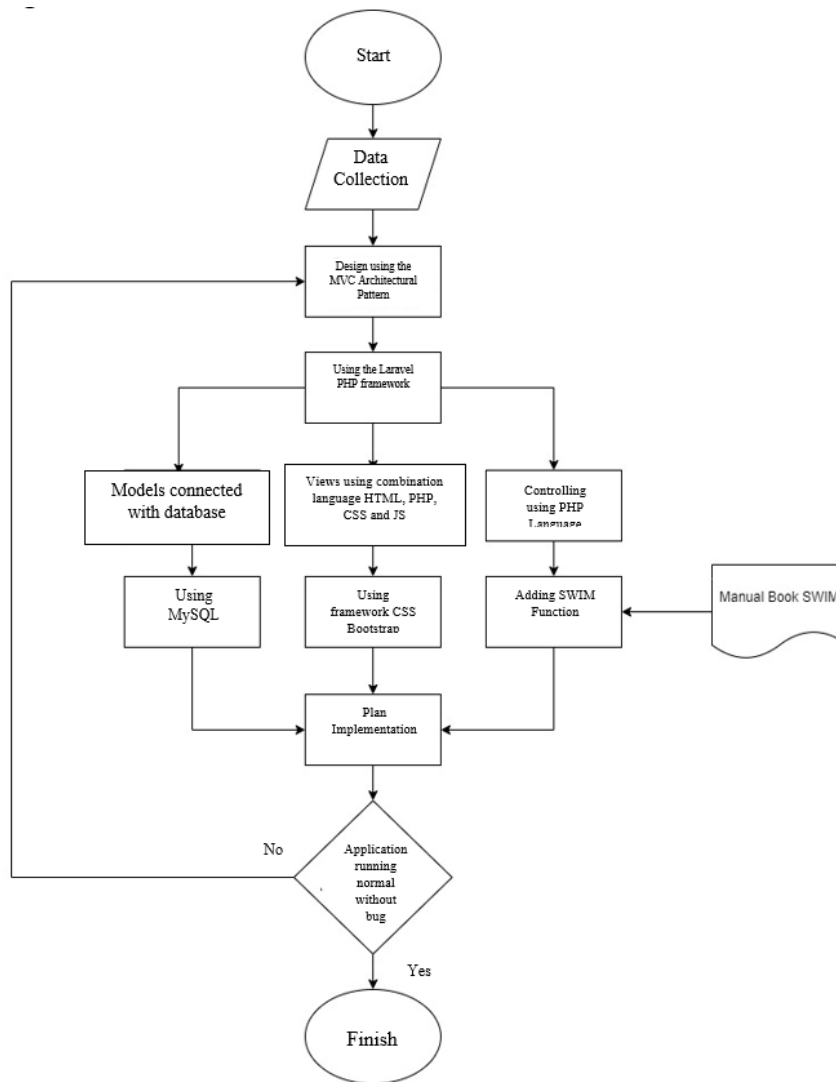 Start
Data
Collection
Design using the
MVC Architectural
Pattern
Using the Laravel
PHP framework
Models connected
with database
Views using combination
language HTML, PHP,
CSS and JS
Controlling
using PHP
Language
Using
MySQL
Using
framework CSS
Bootstrap
Adding SWIM
Function
Manual Book SWIM
Plan
Implementation
No
Application
running
normal
without
bug
Yes
Finish